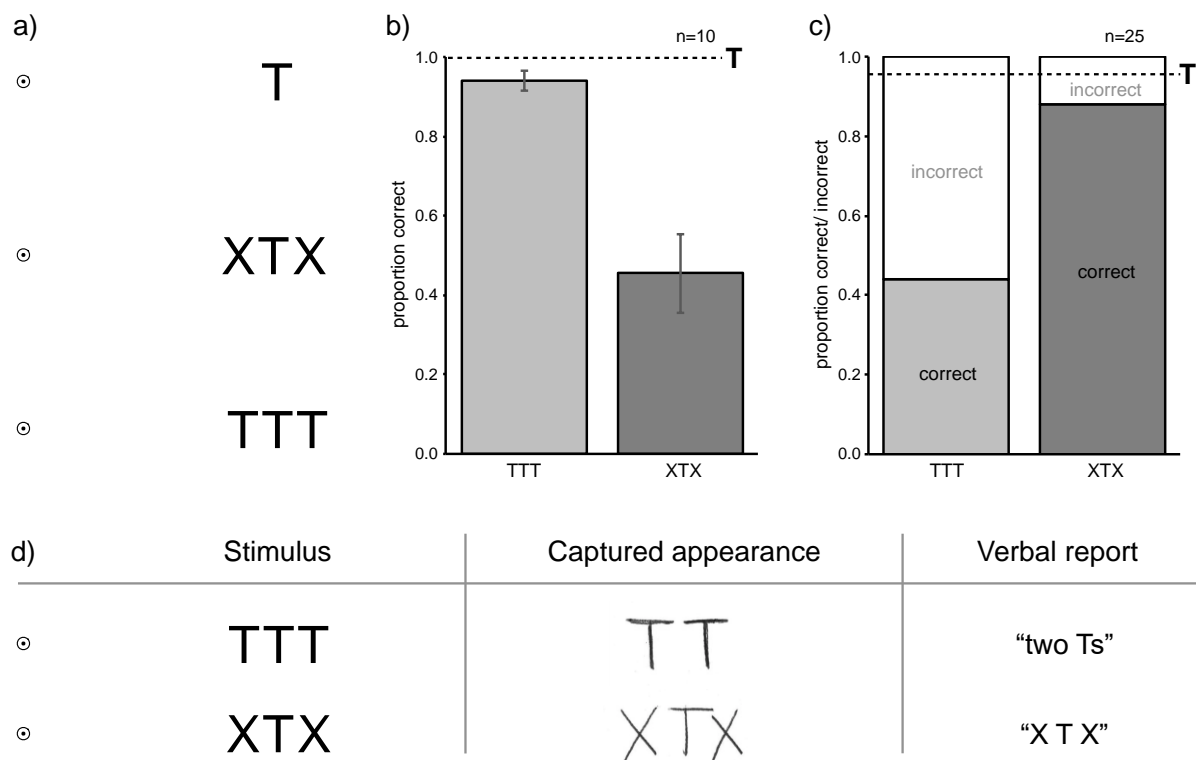 a)
T
XTX
TTT
b)
n=10
T
proportion correct
1.0
0.8
0.6
0.4
0.2
0.0
TTT
XTX
c)
n=25
T
proportion correct/ incorrect
1.0
0.8
0.6
0.4
0.2
0.0
incorrect
correct
incorrect
correct
TTT
XTX
d)
Stimulus
Captured appearance
Verbal report
TTT
T T
“two Ts”
XTX
XTX
“X T X”